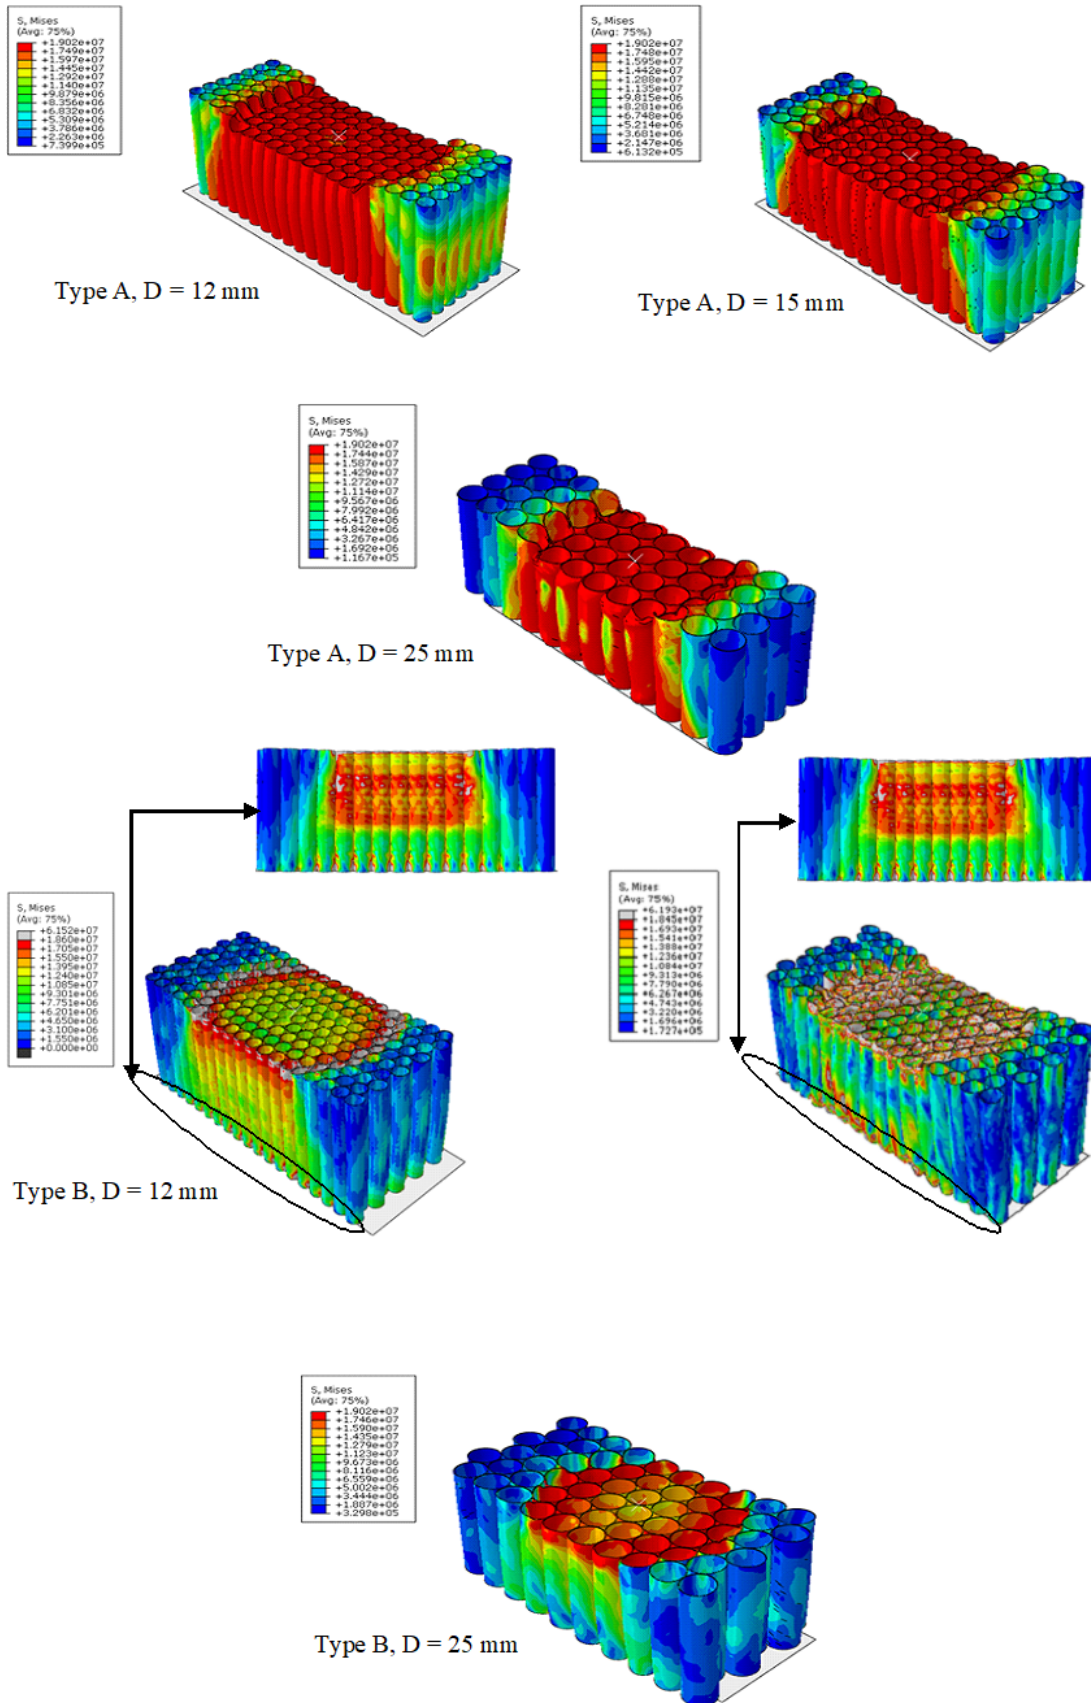 S, Mises
(Avg: 75%)
+1.902e+07
+1.749e+07
+1.597e+07
+1.445e+07
+1.292e+07
+1.140e+07
+9.879e+06
+8.356e+06
+6.832e+06
+5.309e+06
+3.786e+06
+2.263e+06
+7.399e+05
Type A, D = 12 mm
S, Mises
(Avg: 75%)
+1.902e+07
+1.748e+07
+1.595e+07
+1.442e+07
+1.288e+07
+1.135e+07
+9.815e+06
+8.281e+06
+6.748e+06
+5.214e+06
+3.681e+06
+2.147e+06
+6.132e+05
Type A, D = 15 mm
S, Mises
(Avg: 75%)
+1.902e+07
+1.744e+07
+1.587e+07
+1.429e+07
+1.272e+07
+1.114e+07
+9.567e+06
+7.992e+06
+6.417e+06
+4.842e+06
+3.267e+06
+1.692e+06
+1.167e+05
Type A, D = 25 mm
S, Mises
(Avg: 75%)
+6.152e+07
+1.860e+07
+1.705e+07
+1.550e+07
+1.395e+07
+1.240e+07
+1.085e+07
+9.301e+06
+7.751e+06
+6.201e+06
+4.650e+06
+3.100e+06
+1.550e+06
+0.000e+00
Type B, D = 12 mm
S, Mises
(Avg: 75%)
+6.193e+07
+1.845e+07
+1.693e+07
+1.541e+07
+1.388e+07
+1.236e+07
+1.084e+07
+9.313e+06
+7.790e+06
+6.267e+06
+4.743e+06
+3.220e+06
+1.696e+06
+1.727e+05
S, Mises
(Avg: 75%)
+1.902e+07
+1.746e+07
+1.590e+07
+1.435e+07
+1.279e+07
+1.123e+07
+9.673e+06
+8.116e+06
+6.559e+06
+5.002e+06
+3.444e+06
+1.887e+06
+3.298e+05
Type B, D = 25 mm